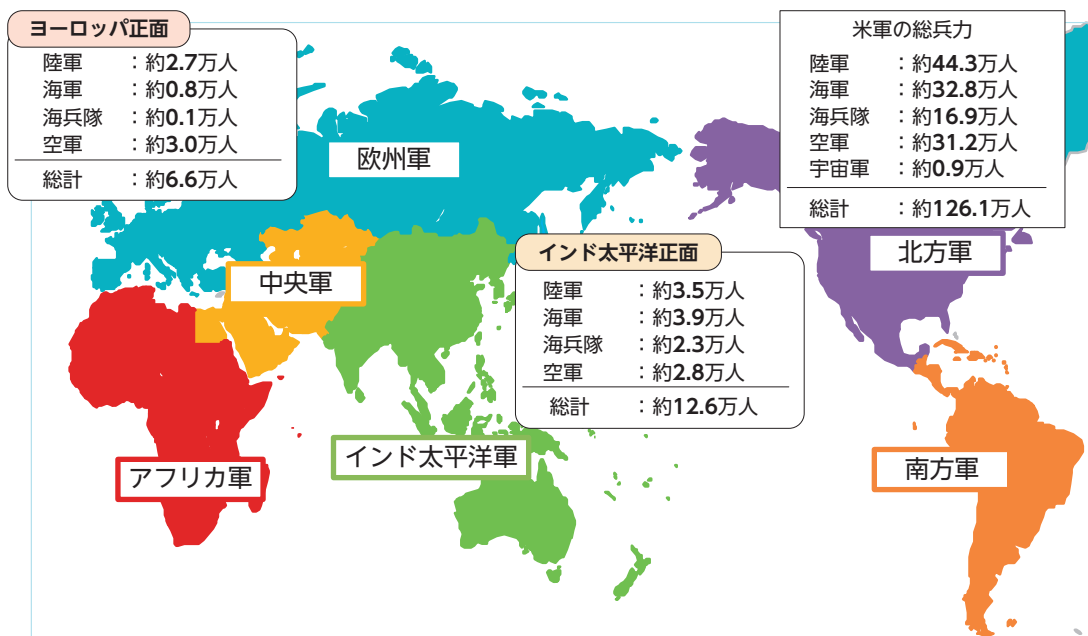 ヨーロッパ正面
陸軍 ：約2.7万人
海軍 ：約0.8万人
海兵隊 ：約0.1万人
空軍 ：約3.0万人
総計 ：約6.6万人
米軍の総兵力
陸軍 ：約44.3万人
海軍 ：約32.8万人
海兵隊 ：約16.9万人
空軍 ：約31.2万人
宇宙軍 ：約0.9万人
総計 ：約126.1万人
欧州軍
北方軍
中央軍
インド太平洋正面
陸軍 ：約3.5万人
海軍 ：約3.9万人
海兵隊 ：約2.3万人
空軍 ：約2.8万人
総計 ：約12.6万人
アフリカ軍
インド太平洋軍
南方軍